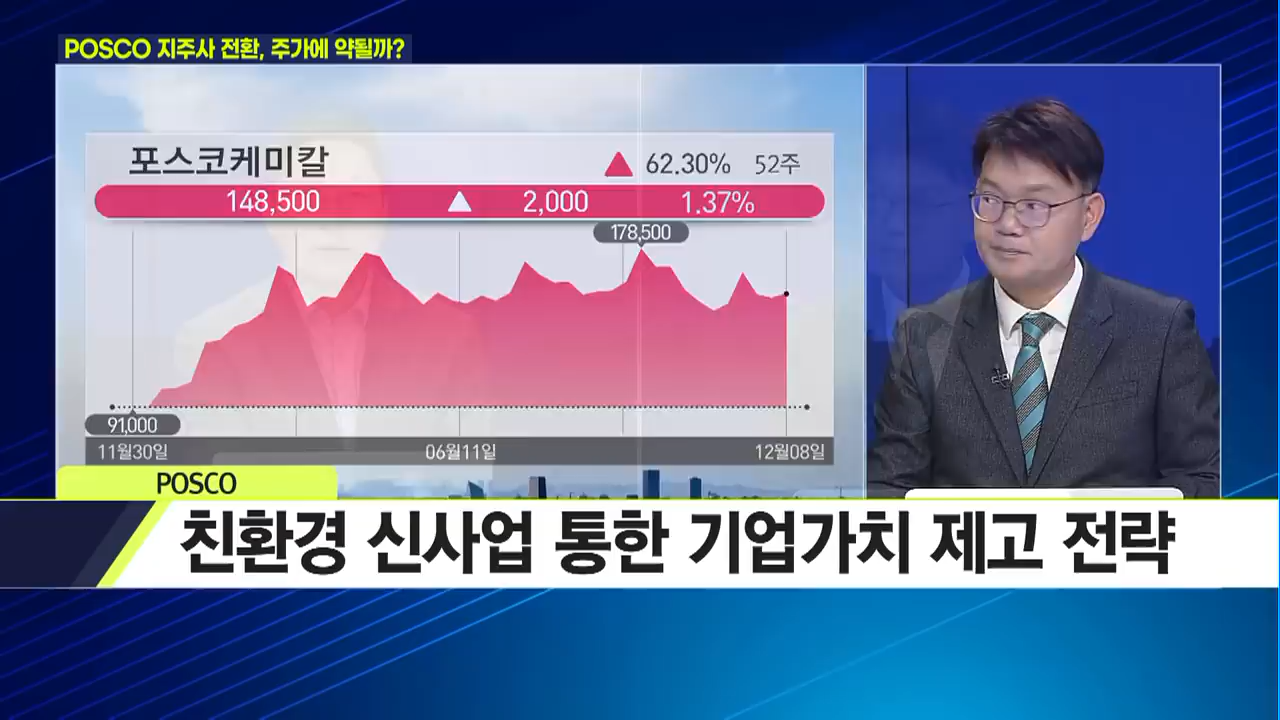 POSCO 지주사 전환, 주가에 약될까?
포스코케미칼 ▲ 62.30% 52주
148,500 △ 2,000 1.37%
178,500
91,000
11월30일 06월11일 12월08일
POSCO
친환경 신사업 통한 기업가치 제고 전략